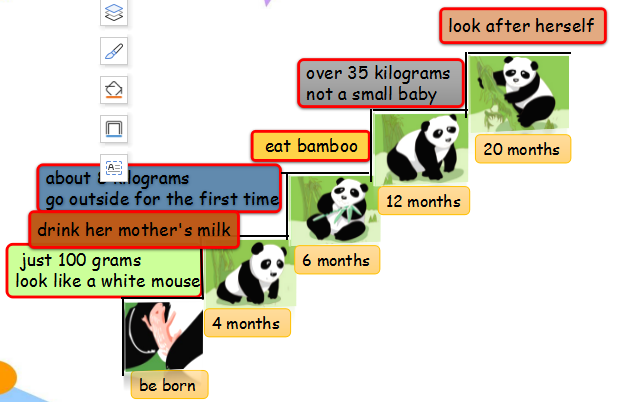 look after herself
over 35 kilograms
not a small baby
20 months
eat bamboo
12 months
about kilograms
go outside for the first time
drink her mother's milk
6 months
just 100 grams
look like a white mouse
4 months
be born
A